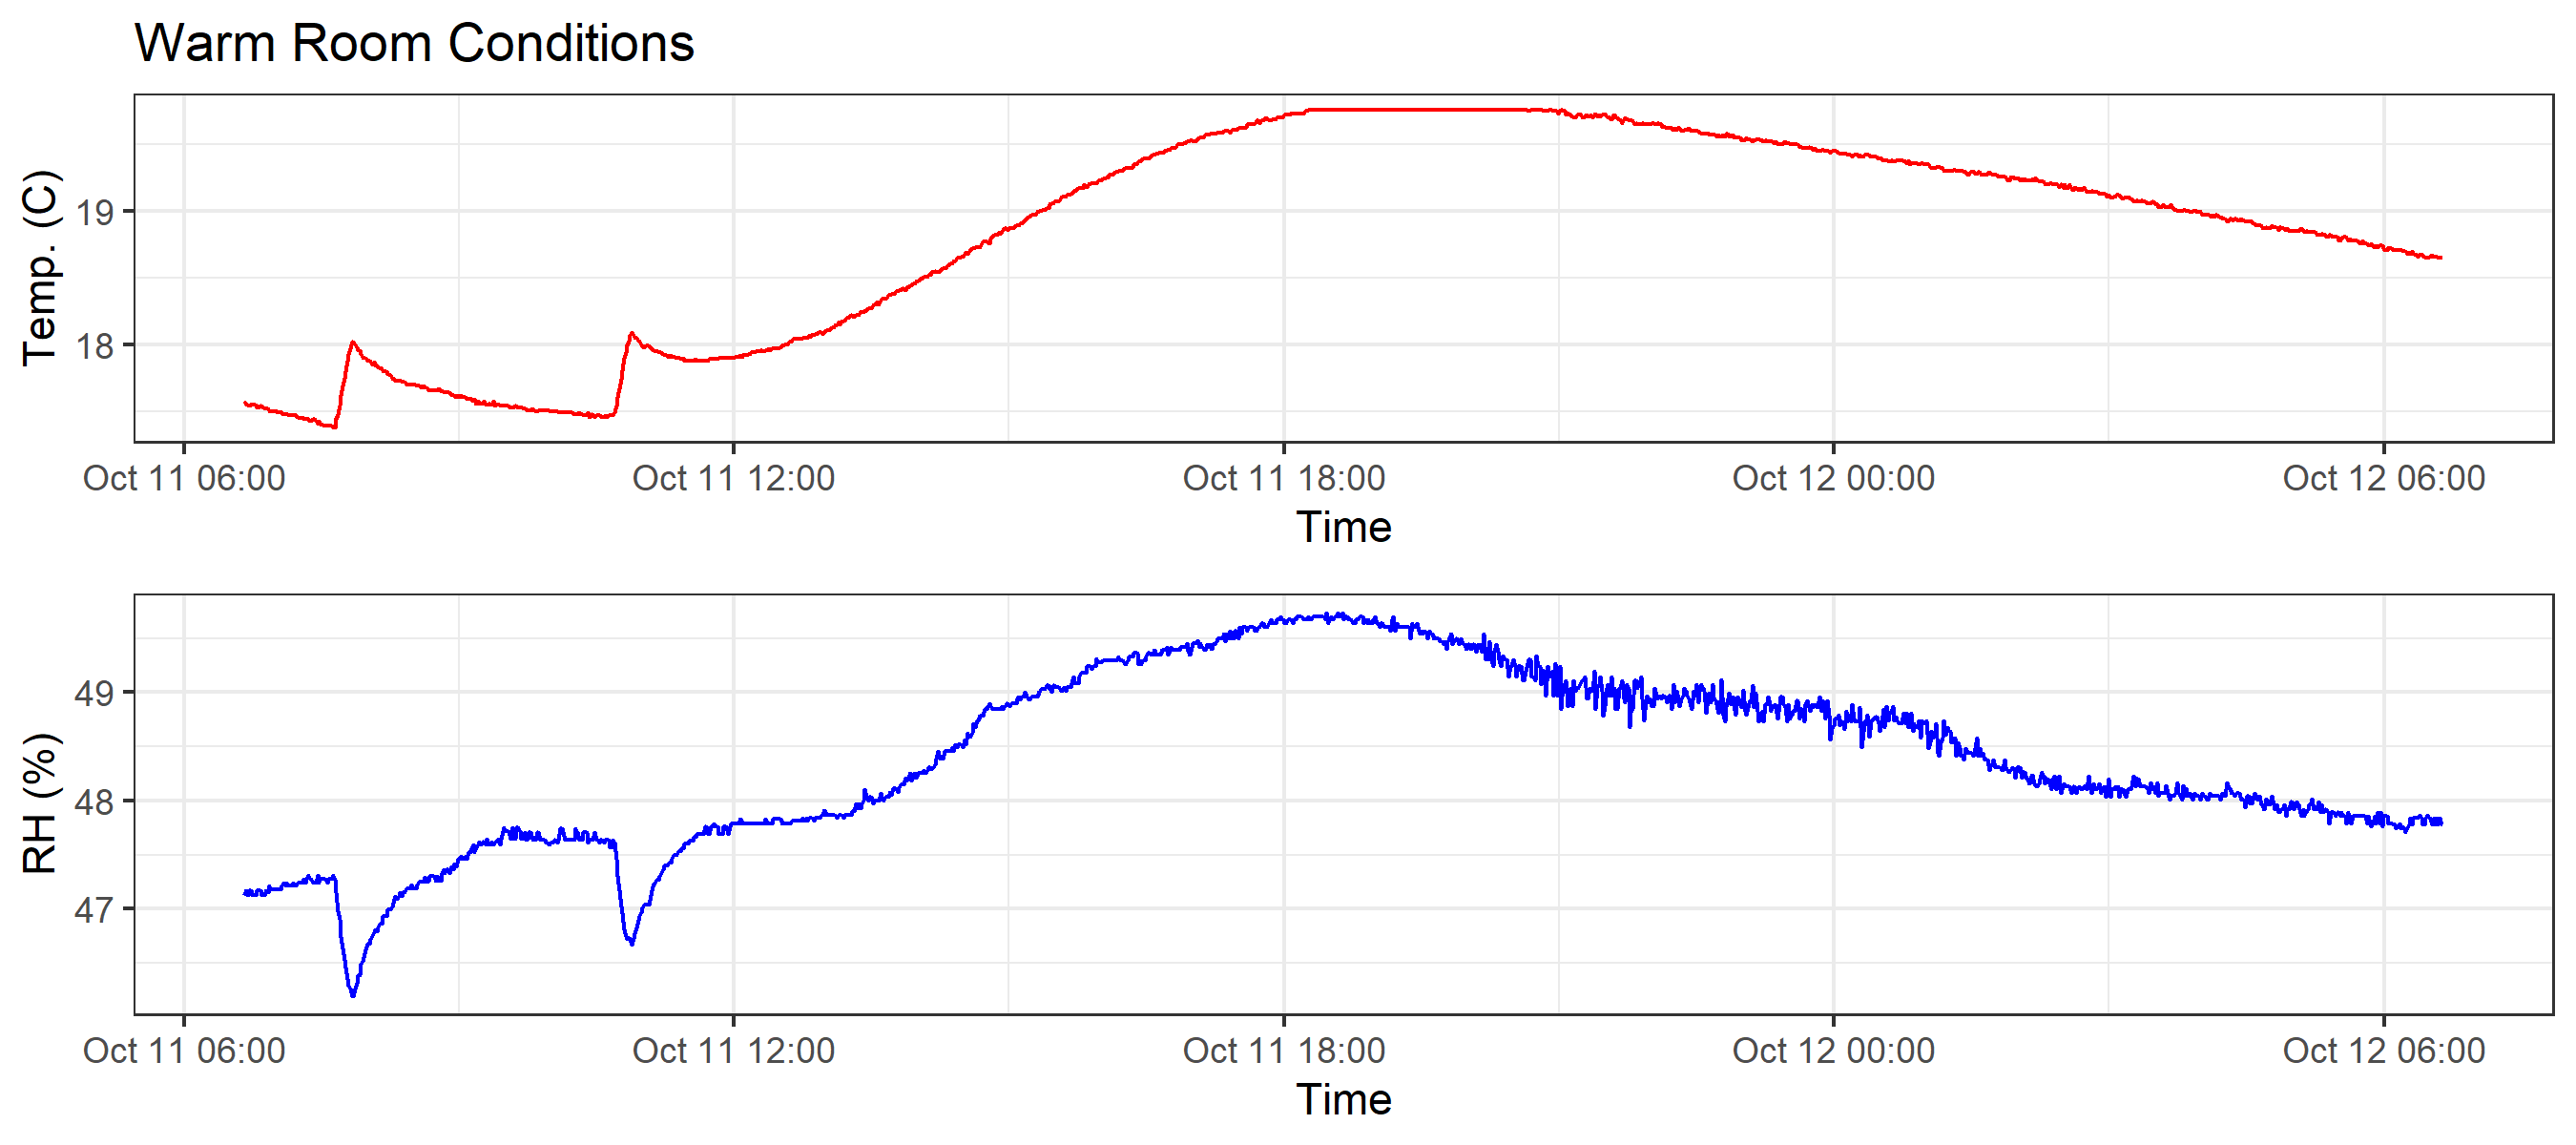 Warm Room Conditions
Temp. (C)
19
18
Oct 11 06:00 Oct 11 12:00 Oct 11 18:00 Oct 12 00:00 Oct 12 06:00
Time
RH (%)
49
48
47
Oct 11 06:00 Oct 11 12:00 Oct 11 18:00 Oct 12 00:00 Oct 12 06:00
Time